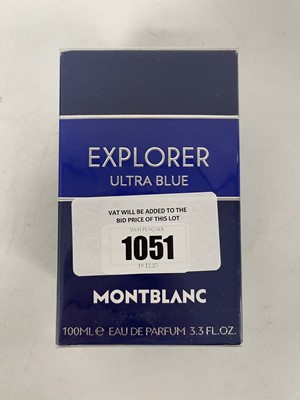 EXPLORER
ULTRA BLUE
VAT WILL BE ADDED TO THE
BID PRICE OF THIS LOT
1051
MONTBLANC
100ML℮ EAU DE PARFUM 3.3 FL.OZ.